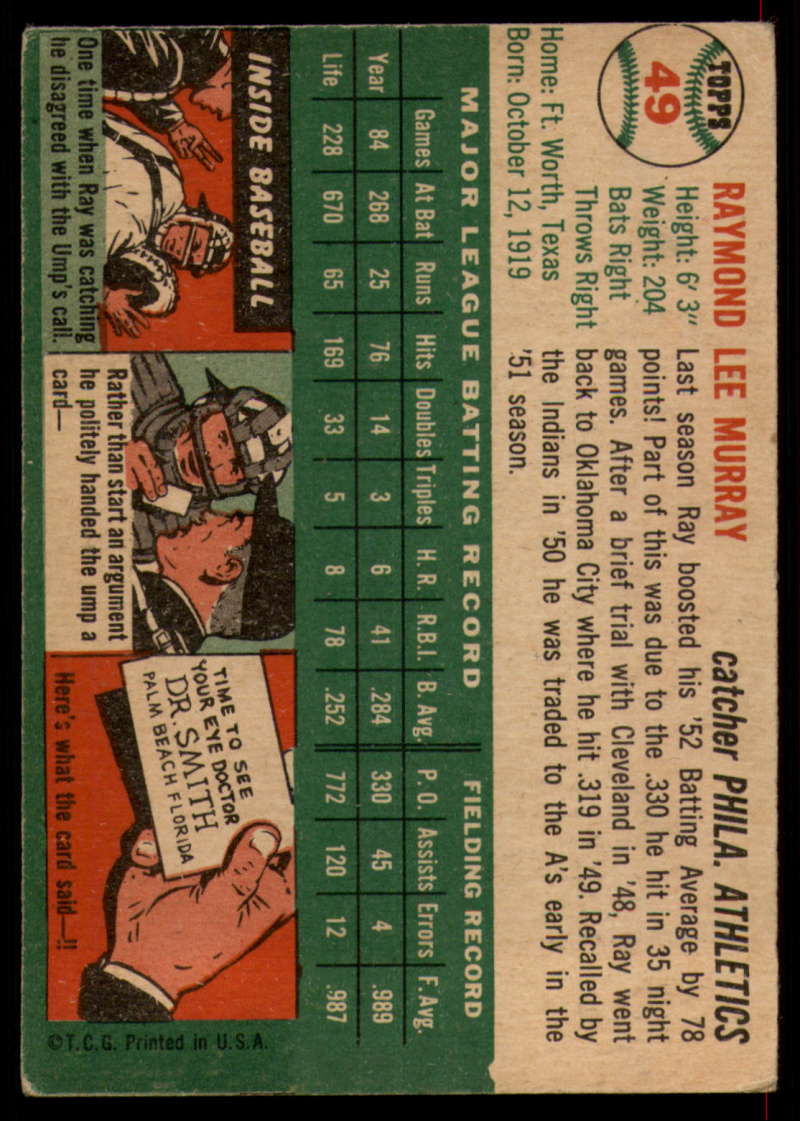 TOPPS
49
RAYMOND LEE MURRAY
catcher PHILA. ATHLETICS
Height: 6' 3"
Weight: 204
Bats Right
Throws Right
Home: Ft. Worth, Texas
Born: October 12, 1919
Last season Ray boosted his '52 Batting Average by 78
points! Part of this was due to the .330 he hit in 35 night
games. After a brief trial with Cleveland in '48, Ray went
back to Oklahoma City where he hit .319 in '49. Recalled by
the Indians in '50 he was traded to the A's early in the
'51 season.
MAJOR LEAGUE BATTING RECORD FIELDING RECORD
Games At Bat Runs Hits Doubles Triples H. R. R.B.I. B. Avg. P. O. Assists Errors F. Avg.
Year 84 268 25 76 14 3 6 41 .284 330 45 4 .989
Life 228 670 65 169 33 5 8 78 .252 772 120 12 .987
INSIDE BASEBALL
One time when Ray was catching
he disagreed with the Ump's call.
Rather than start an argument
he politely handed the ump a
card—
TIME TO SEE
YOUR EYE DOCTOR
DR. SMITH
PALM BEACH FLORIDA
Here's what the card said—!!
©T.C.G. Printed in U.S.A.